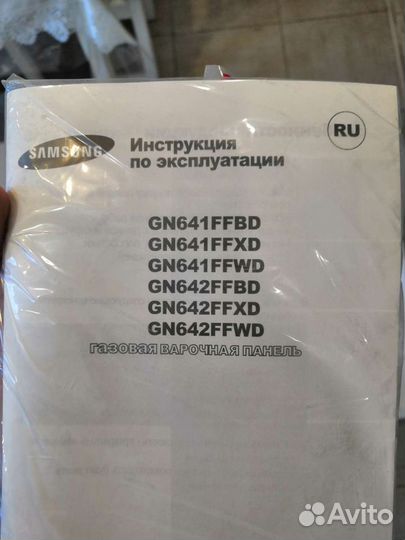 SAMSUNG
Инструкция
по эксплуатации
RU
GN641FFBD
GN641FFXD
GN641FFWD
GN642FFBD
GN642FFXD
GN642FFWD
газовая ВАРОЧНАЯ ПАНЕЛЬ
Avito